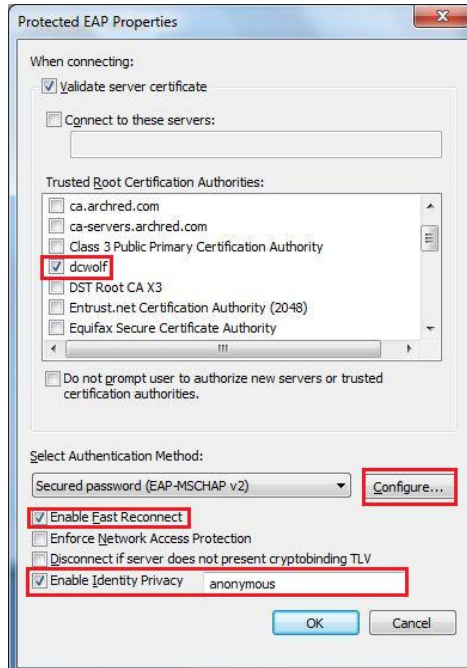 Protected EAP Properties
When connecting:
Validate server certificate
Connect to these servers:
Trusted Root Certification Authorities:
ca.archred.com
ca-servers.archred.com
Class 3 Public Primary Certification Authority
dcwolf
DST Root CA X3
Entrust.net Certification Authority (2048)
Equifax Secure Certificate Authority
Do not prompt user to authorize new servers or trusted
certification authorities.
Select Authentication Method:
Secured password (EAP-MSCHAP v2) Configure...
Enable Fast Reconnect
Enforce Network Access Protection
Disconnect if server does not present cryptobinding TLV
Enable Identity Privacy anonymous
OK Cancel